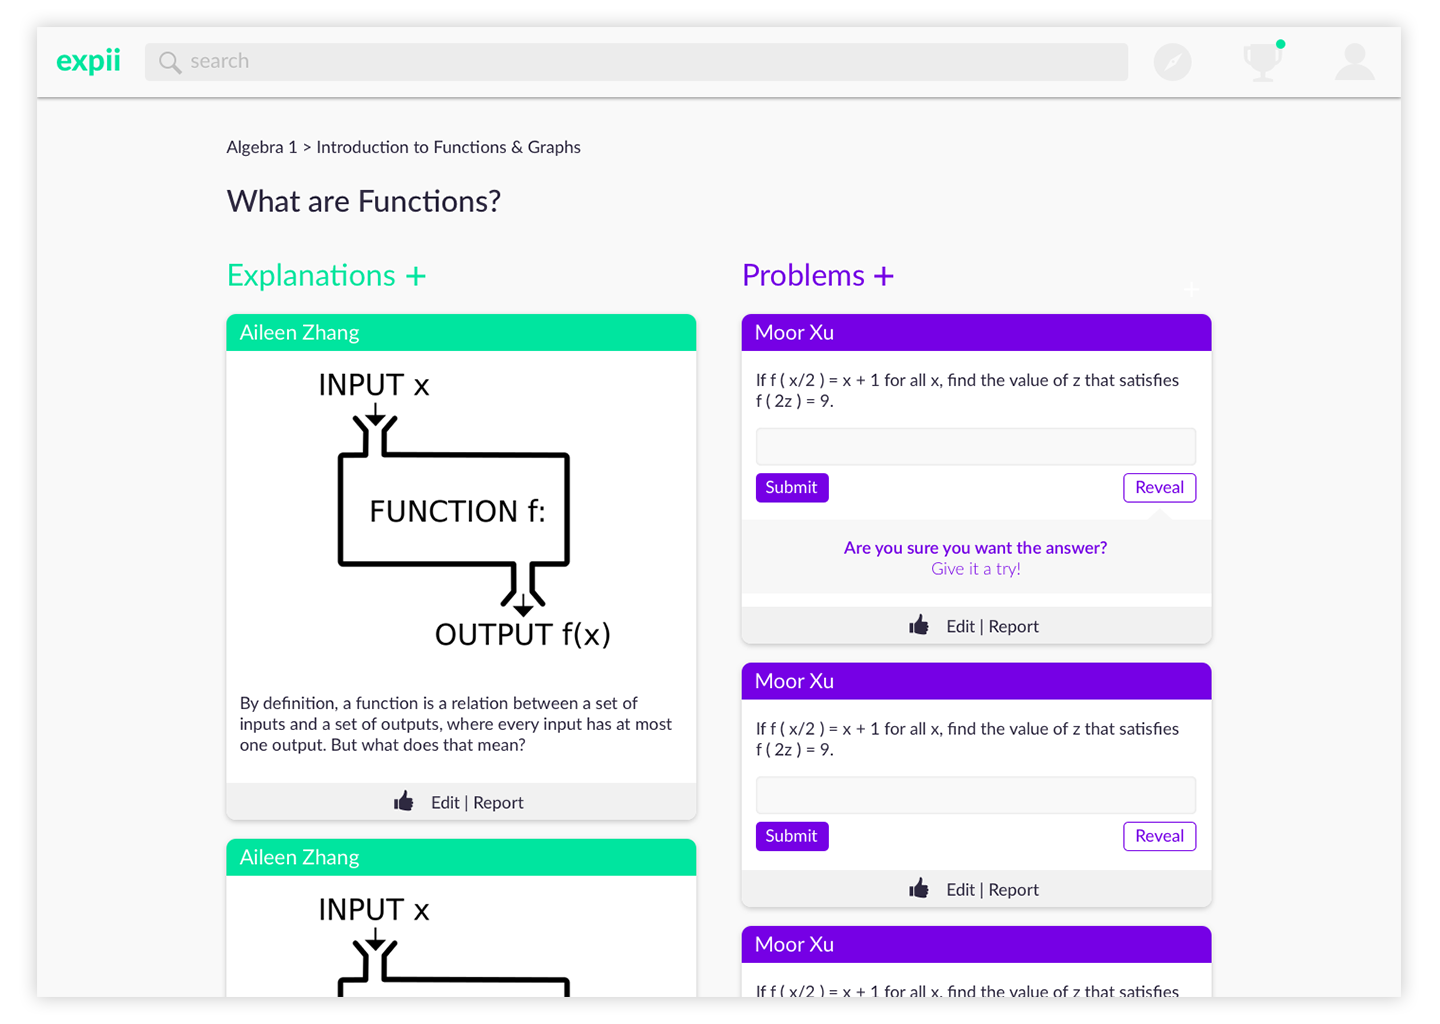 expii
search
Algebra 1 > Introduction to Functions & Graphs
What are Functions?
Explanations +
Aileen Zhang
INPUT x
FUNCTION f:
OUTPUT f(x)
By definition, a function is a relation between a set of
inputs and a set of outputs, where every input has at most
one output. But what does that mean?
Edit | Report
Aileen Zhang
INPUT x
Problems +
Moor Xu
If f ( x/2 ) = x + 1 for all x, find the value of z that satisfies
f ( 2z ) = 9.
Submit
Reveal
Are you sure you want the answer?
Give it a try!
Edit | Report
Moor Xu
If f ( x/2 ) = x + 1 for all x, find the value of z that satisfies
f ( 2z ) = 9.
Submit
Reveal
Edit | Report
Moor Xu
If f ( x/2 ) = x + 1 for all x, find the value of z that satisfies